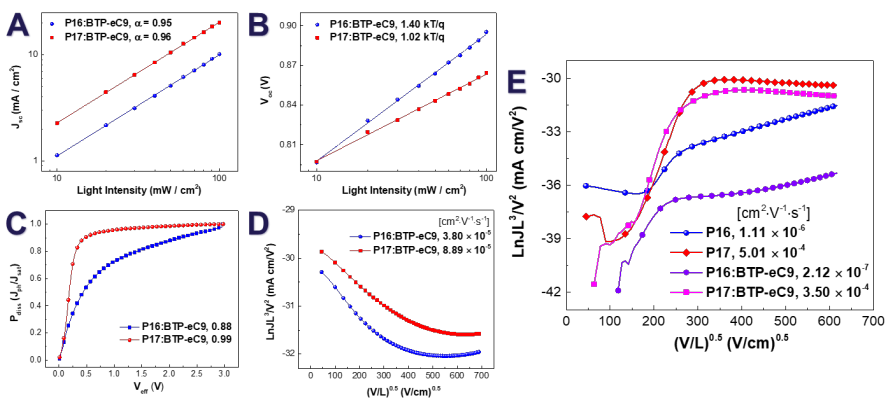 A
P16:BTP-eC9, α = 0.95
P17:BTP-eC9, α = 0.96
10
1
J_sc (mA / cm²)
10
100
Light Intensity (mW / cm²)
B
P16:BTP-eC9, 1.40 kT/q
P17:BTP-eC9, 1.02 kT/q
0.90
0.87
0.84
0.81
V_oc (V)
10
100
Light Intensity (mW / cm²)
C
1.0
0.8
0.6
0.4
0.2
0.0
P_diss (J_ph/J_sat)
P16:BTP-eC9, 0.88
P17:BTP-eC9, 0.99
0.0
0.5
1.0
1.5
2.0
2.5
3.0
V_eff (V)
D
[cm²·V⁻¹·s⁻¹]
P16:BTP-eC9, 3.80 × 10⁻⁵
P17:BTP-eC9, 8.89 × 10⁻⁵
-29
-30
-31
-32
LnJL³/V² (mA cm/V²)
0
100
200
300
400
500
600
700
(V/L)^0.5 (V/cm)^0.5
E
-30
-33
-36
-39
-42
LnJL³/V² (mA cm/V²)
[cm²·V⁻¹·s⁻¹]
P16, 1.11 × 10⁻⁶
P17, 5.01 × 10⁻⁴
P16:BTP-eC9, 2.12 × 10⁻⁷
P17:BTP-eC9, 3.50 × 10⁻⁴
0
100
200
300
400
500
600
700
(V/L)^0.5 (V/cm)^0.5